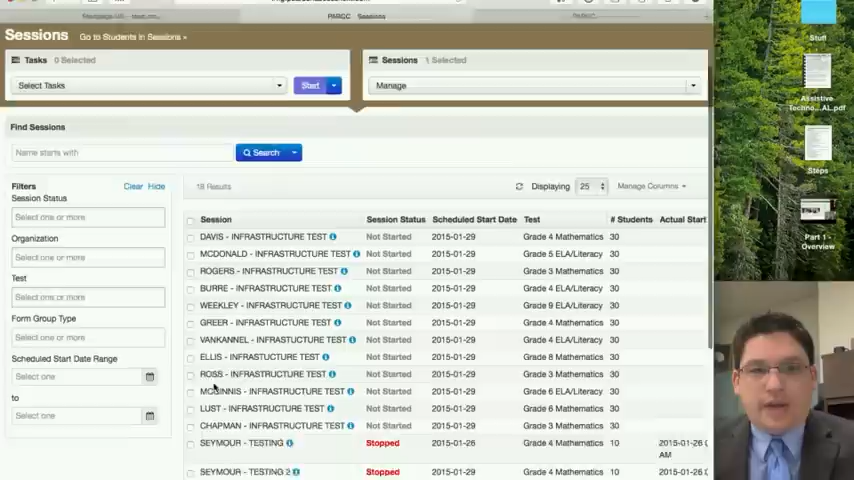 PARCC Sessions
PARCC
Sessions Go to Students in Sessions »
Tasks 0 Selected
Sessions 1 Selected
Select Tasks Start
Manage
Find Sessions
Name starts with Search
Filters Clear Hide
18 Results Displaying 25 Manage Columns
Session Status
Select one or more
Organization
Select one or more
Test
Select one or more
Form Group Type
Select one or more
Scheduled Start Date Range
Select one
to
Select one
Session Session Status Scheduled Start Date Test # Students Actual Start
DAVIS - INFRASTRUCTURE TEST Not Started 2015-01-29 Grade 4 Mathematics 30
MCDONALD - INFRASTRUCTURE TEST Not Started 2015-01-29 Grade 5 ELA/Literacy 30
ROGERS - INFRASTRUCTURE TEST Not Started 2015-01-29 Grade 3 Mathematics 30
BURRE - INFRASTRUCTURE TEST Not Started 2015-01-29 Grade 4 ELA/Literacy 30
WEEKLEY - INFRASTRUCTURE TEST Not Started 2015-01-29 Grade 9 ELA/Literacy 30
GREER - INFRASTRUCTURE TEST Not Started 2015-01-29 Grade 4 Mathematics 30
VANKANNEL - INFRASTUCTURE TEST Not Started 2015-01-29 Grade 4 ELA/Literacy 30
ELLIS - INFRASTUCTURE TEST Not Started 2015-01-29 Grade 8 Mathematics 30
ROSS - INFRASTRUCTURE TEST Not Started 2015-01-29 Grade 3 Mathematics 30
MCGINNIS - INFRASTRUCTURE TEST Not Started 2015-01-29 Grade 6 ELA/Literacy 30
LUST - INFRASTRUCTURE TEST Not Started 2015-01-29 Grade 6 Mathematics 30
CHAPMAN - INFRASTRUCTURE TEST Not Started 2015-01-29 Grade 3 Mathematics 30
SEYMOUR - TESTING Stopped 2015-01-26 Grade 4 Mathematics 10 2015-01-26
AM
SEYMOUR - TESTING 2 Stopped 2015-01-29 Grade 4 Mathematics 10 2015-01-26
Stuff
Assistive
Techno...AL.pdf
Steps
Part 1 -
Overview